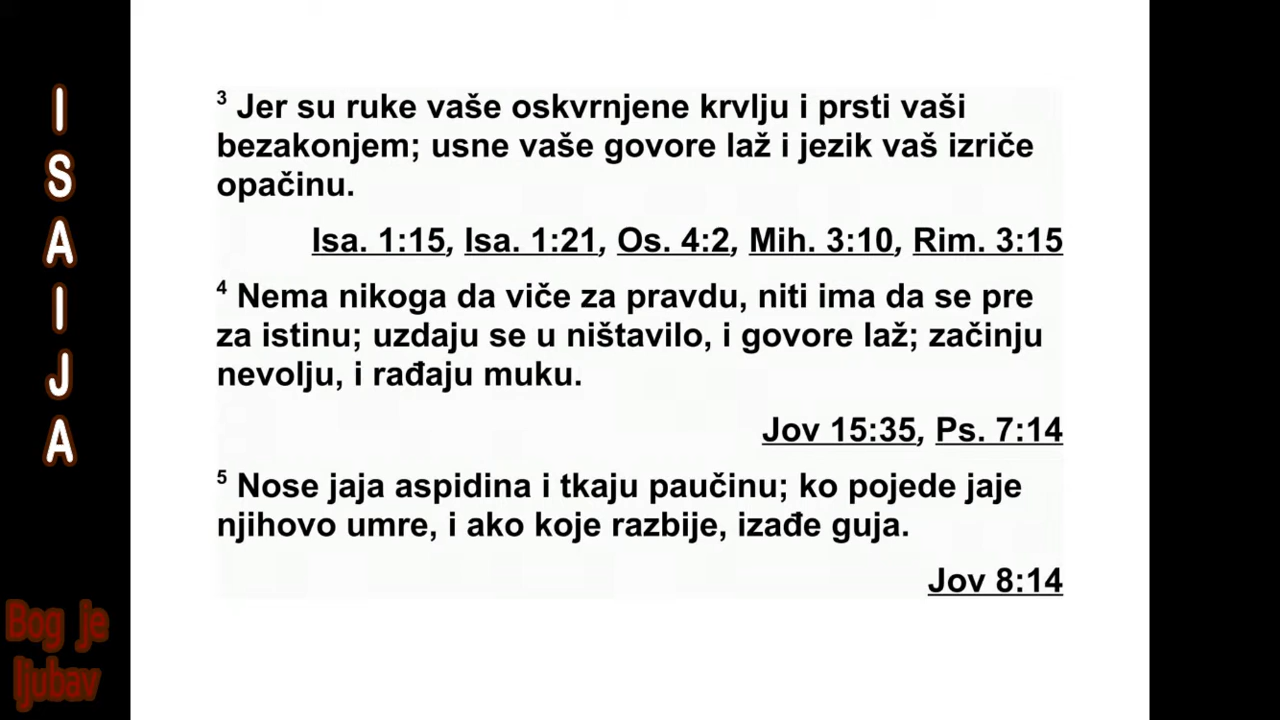 ISAIJA
3 Jer su ruke vaše oskvrnjene krvlju i prsti vaši
bezakonjem; usne vaše govore laž i jezik vaš izriče
opačinu.
Isa. 1:15, Isa. 1:21, Os. 4:2, Mih. 3:10, Rim. 3:15
4 Nema nikoga da viče za pravdu, niti ima da se pre
za istinu; uzdaju se u ništavilo, i govore laž; začinju
nevolju, i rađaju muku.
Jov 15:35, Ps. 7:14
5 Nose jaja aspidina i tkaju paučinu; ko pojede jaje
njihovo umre, i ako koje razbije, izađe guja.
Jov 8:14
Bog je
ljubav